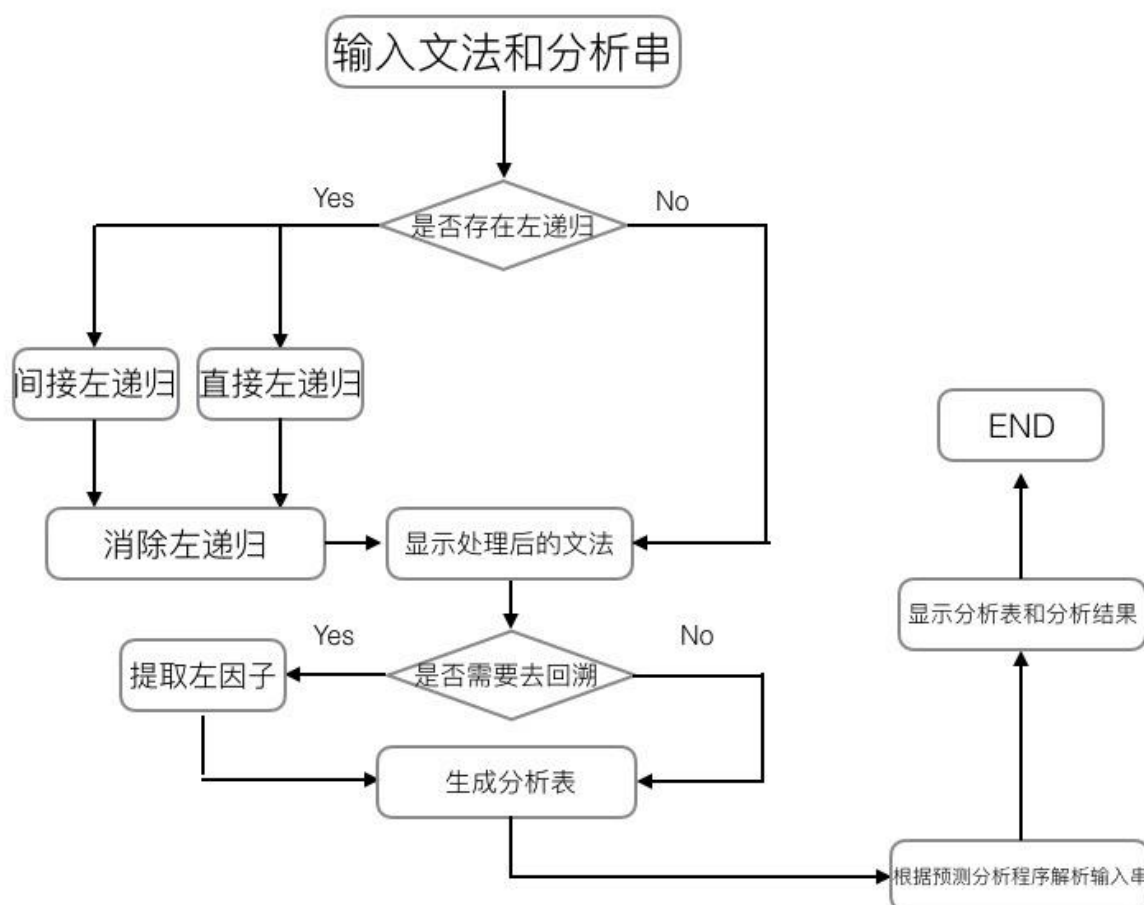 输入文法和分析串
Yes
是否存在左递归
No
间接左递归
直接左递归
END
消除左递归
显示处理后的文法
显示分析表和分析结果
Yes
No
提取左因子
是否需要去回溯
生成分析表
根据预测分析程序解析输入串